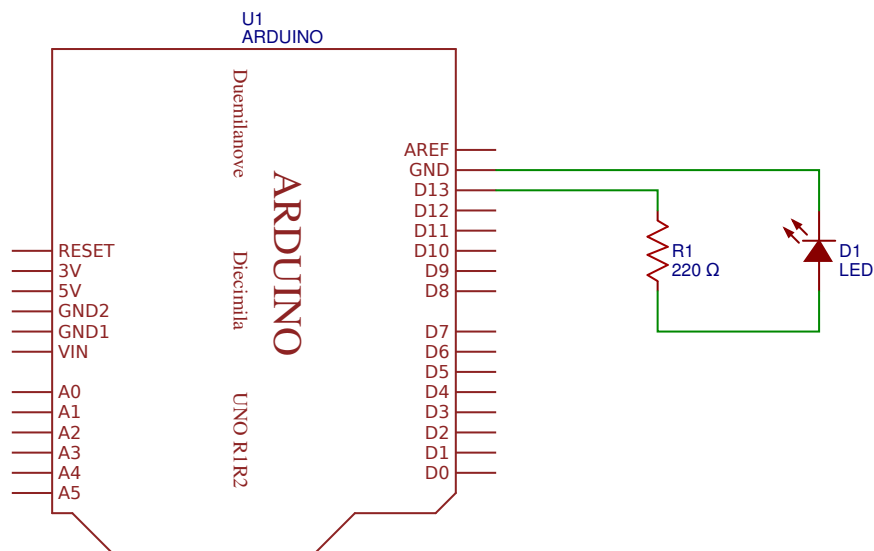 U1
ARDUINO
Duemilanove
ARDUINO
Diecimila
UNO R1R2
RESET
3V
5V
GND2
GND1
VIN
A0
A1
A2
A3
A4
A5
AREF
GND
D13
D12
D11
D10
D9
D8
D7
D6
D5
D4
D3
D2
D1
D0
R1
220 Ω
D1
LED